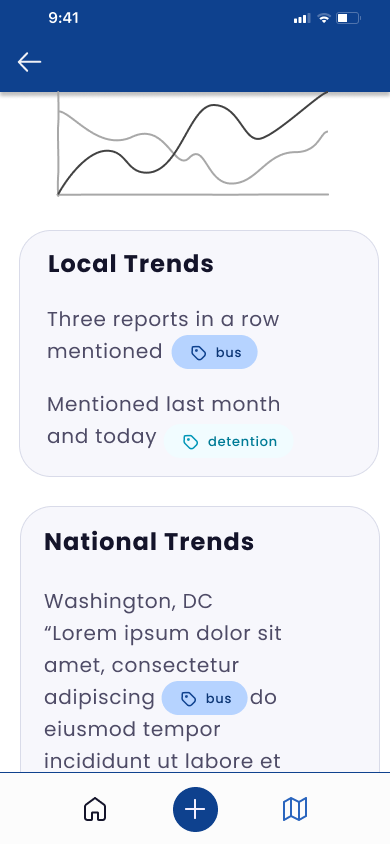 9:41
Local Trends
Three reports in a row
mentioned bus
Mentioned last month
and today detention
National Trends
Washington, DC
“Lorem ipsum dolor sit
amet, consectetur
adipiscing bus do
eiusmod tempor
incididunt ut labore et